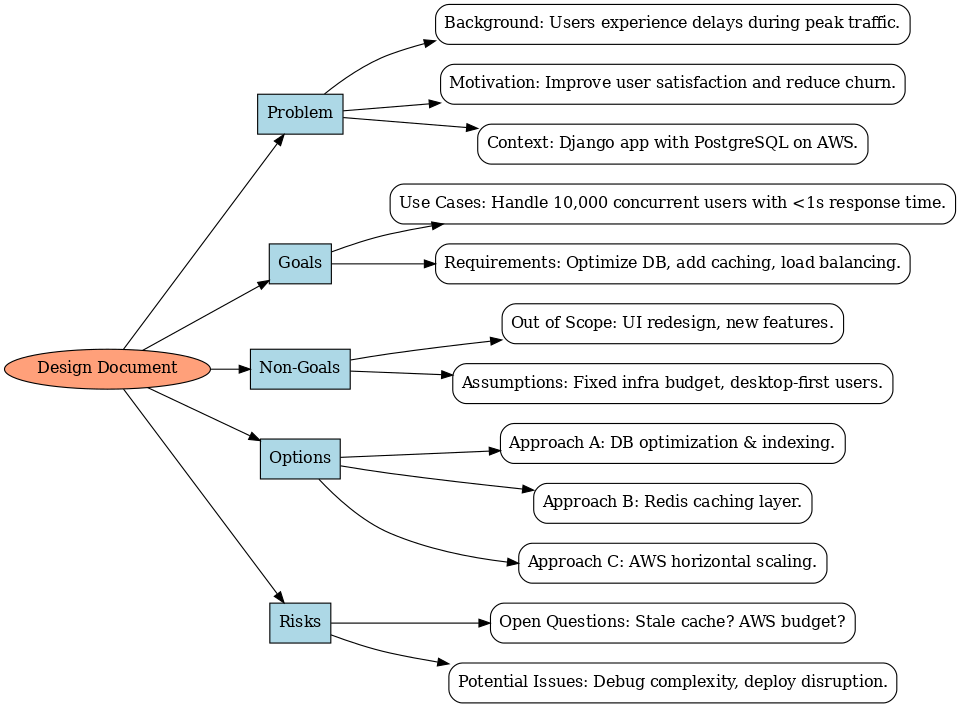 Background: Users experience delays during peak traffic.
Motivation: Improve user satisfaction and reduce churn.
Problem
Context: Django app with PostgreSQL on AWS.
Use Cases: Handle 10,000 concurrent users with <1s response time.
Goals
Requirements: Optimize DB, add caching, load balancing.
Out of Scope: UI redesign, new features.
Design Document
Non-Goals
Assumptions: Fixed infra budget, desktop-first users.
Approach A: DB optimization & indexing.
Options
Approach B: Redis caching layer.
Approach C: AWS horizontal scaling.
Risks
Open Questions: Stale cache? AWS budget?
Potential Issues: Debug complexity, deploy disruption.